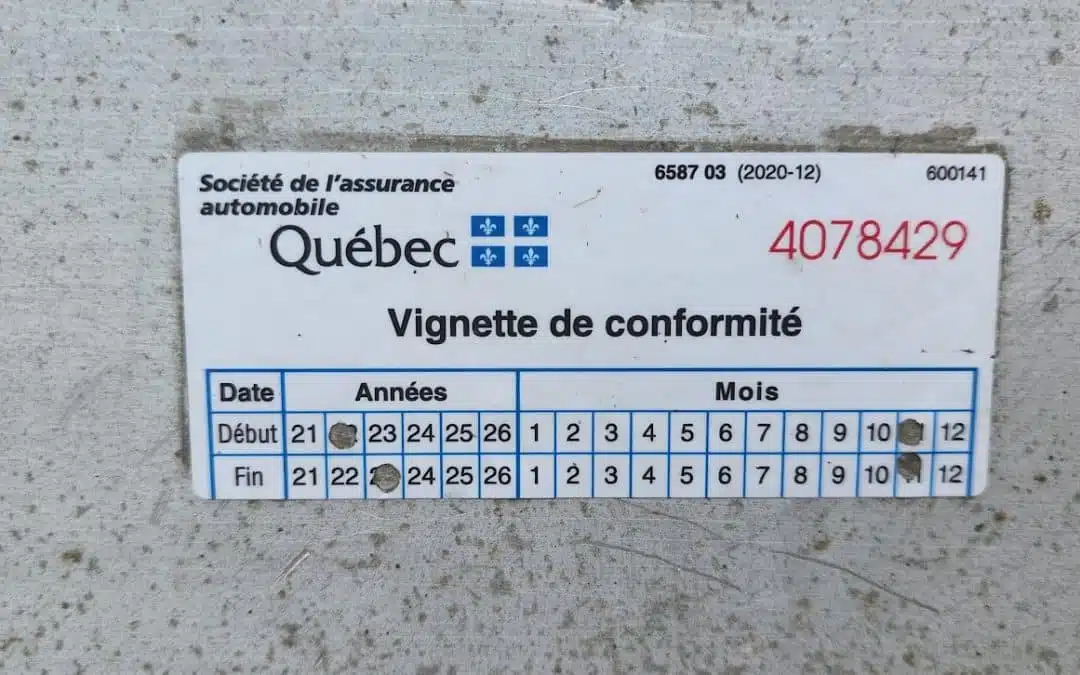 Société de l'assurance
automobile
Québec
6587 03 (2020-12)
600141
4078429
Vignette de conformité
Date Années Mois
Début 21 23 24 25 26 1 2 3 4 5 6 7 8 9 10 12
Fin 21 22 24 25 26 1 2 3 4 5 6 7 8 9 10 12